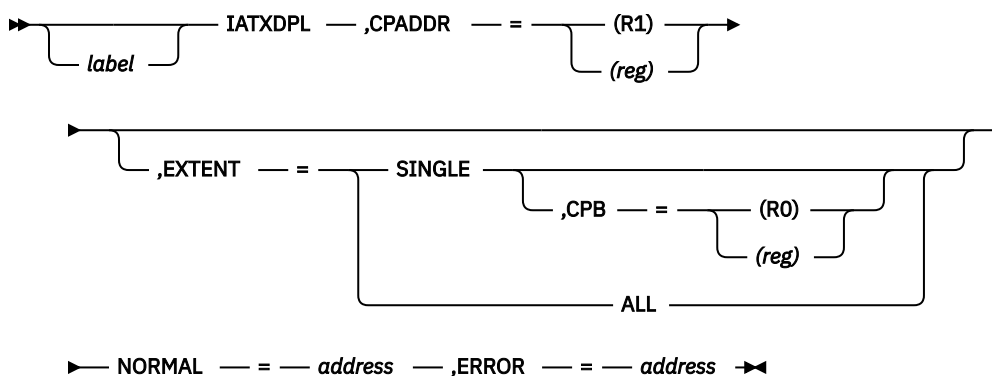 IATXDPL ,CPADDR = (R1)
label (reg)
,EXTENT = SINGLE
,CPB = (R0)
(reg)
ALL
NORMAL = address ,ERROR = address